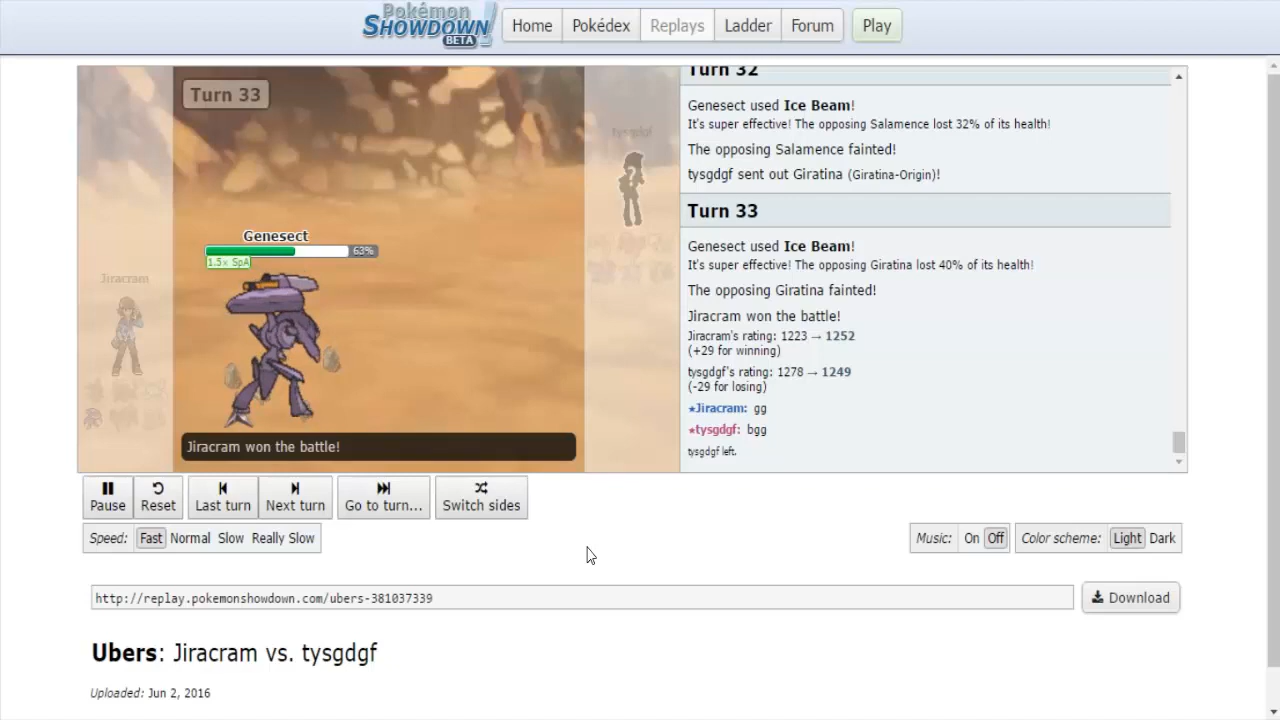 Pokémon
SHOWDOWN!
BETA
Home
Pokédex
Replays
Ladder
Forum
Play
Turn 33
tysgdgf
Genesect
63%
1.5× SpA
Jiracram
Jiracram won the battle!
Turn 32
Genesect used Ice Beam!
It's super effective! The opposing Salamence lost 32% of its health!
The opposing Salamence fainted!
tysgdgf sent out Giratina (Giratina-Origin)!
Turn 33
Genesect used Ice Beam!
It's super effective! The opposing Giratina lost 40% of its health!
The opposing Giratina fainted!
Jiracram won the battle!
Jiracram's rating: 1223 → 1252
(+29 for winning)
tysgdgf's rating: 1278 → 1249
(-29 for losing)
★Jiracram: gg
★tysgdgf: bgg
tysgdgf left.
Pause
Reset
Last turn
Next turn
Go to turn...
Switch sides
Speed: Fast Normal Slow Really Slow
Music: On Off
Color scheme: Light Dark
http://replay.pokemonshowdown.com/ubers-381037339
Download
Ubers: Jiracram vs. tysgdgf
Uploaded: Jun 2, 2016